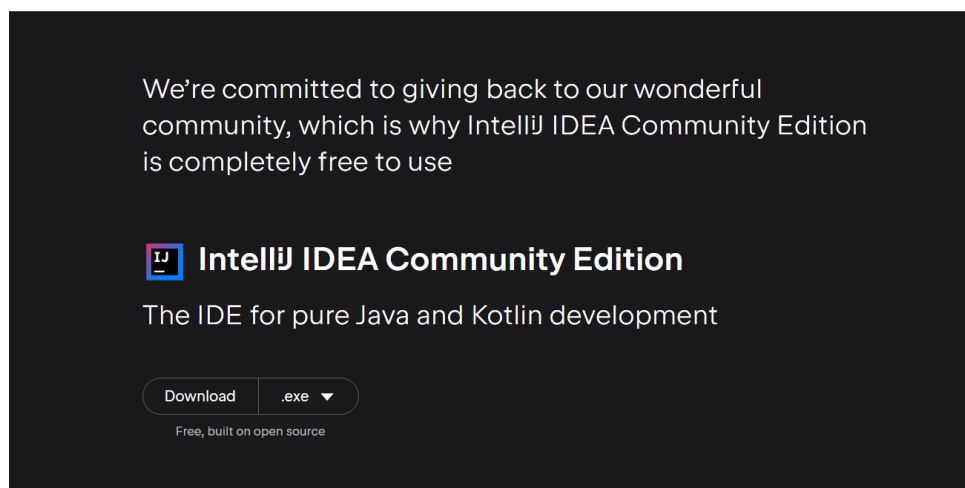 We’re committed to giving back to our wonderful
community, which is why IntelliJ IDEA Community Edition
is completely free to use
IJ
IntelliJ IDEA Community Edition
The IDE for pure Java and Kotlin development
Download .exe
Free, built on open source